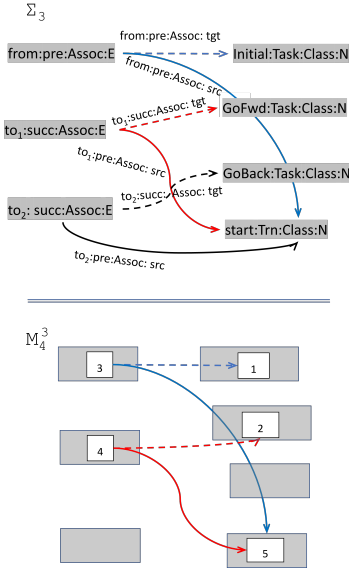 Σ3
from:pre:Assoc: tgt
from:pre:Assoc:E
Initial:Task:Class:N
from:pre:Assoc: src
GoFwd:Task:Class:N
to1:succ:Assoc: tgt
to1:succ:Assoc:E
to1:pre:Assoc: src
GoBack:Task:Class:N
to2:succ: Assoc: tgt
to2: succ:Assoc:E
start:Trn:Class:N
to2:pre:Assoc: src
M43
3
1
2
4
5